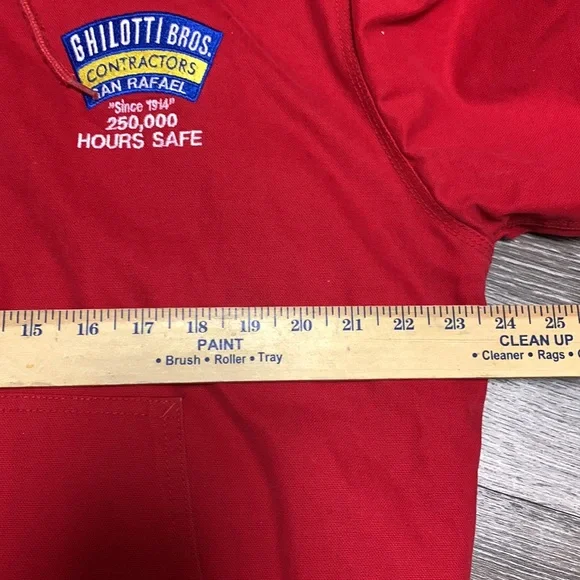 GHILOTTI BROS.
CONTRACTORS
SAN RAFAEL
"Since 1914"
250,000
HOURS SAFE
15 16 17 18 19 20 21 22 23 24 25
PAINT CLEAN UP
• Brush • Roller • Tray • Cleaner • Rags •